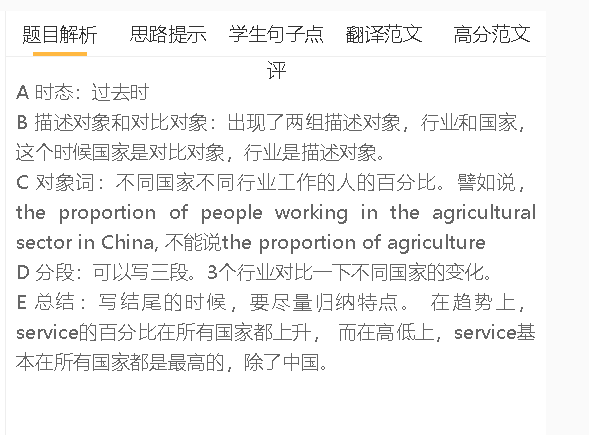 题目解析 思路提示 学生句子点评 翻译范文 高分范文
A 时态：过去时
B 描述对象和对比对象：出现了两组描述对象，行业和国家，
这个时候国家是对比对象，行业是描述对象。
C 对象词：不同国家不同行业工作的人的百分比。譬如说，
the proportion of people working in the agricultural
sector in China, 不能说the proportion of agriculture
D 分段：可以写三段。3个行业对比一下不同国家的变化。
E 总结：写结尾的时候，要尽量归纳特点。 在趋势上，
service的百分比在所有国家都上升， 而在高低上，service基
本在所有国家都是最高的，除了中国。